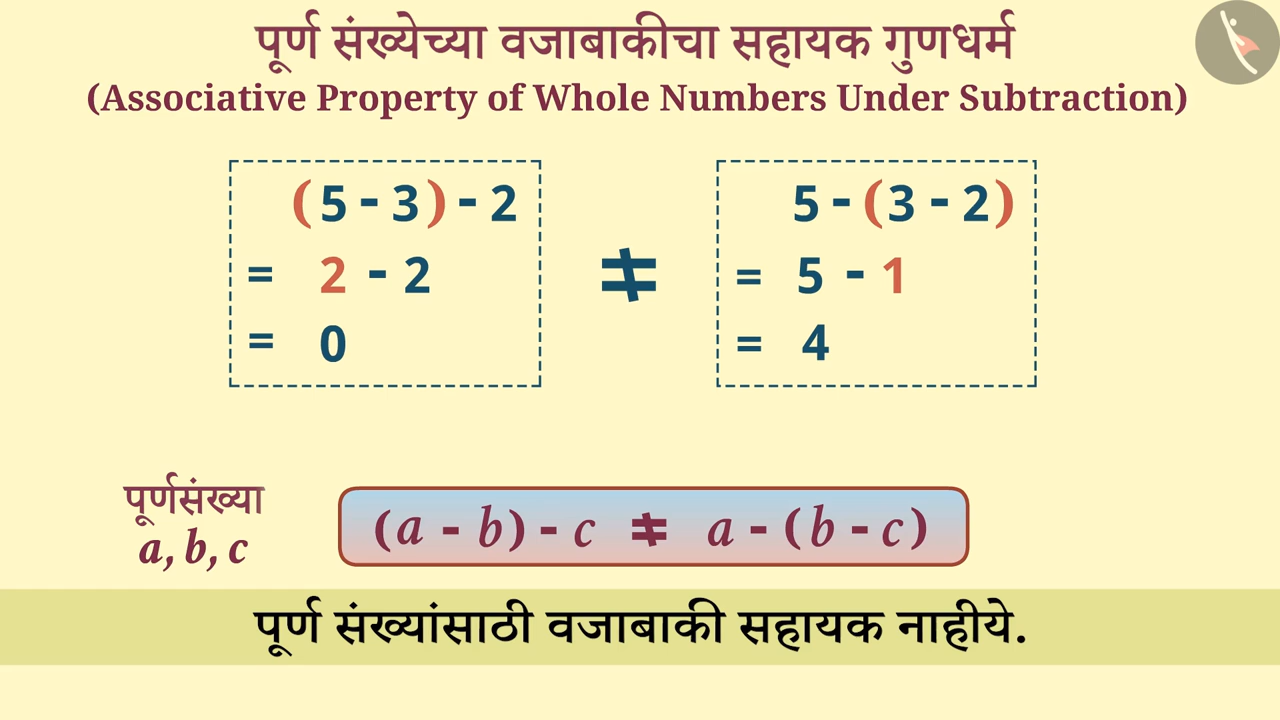 पूर्ण संख्येच्या वजाबाकीचा सहायक गुणधर्म
(Associative Property of Whole Numbers Under Subtraction)
(5 - 3) - 2
= 2 - 2
= 0
≠
5 - (3 - 2)
= 5 - 1
= 4
पूर्णसंख्या
a, b, c
(a - b) - c ≠ a - (b - c)
पूर्ण संख्यांसाठी वजाबाकी सहायक नाहीये.